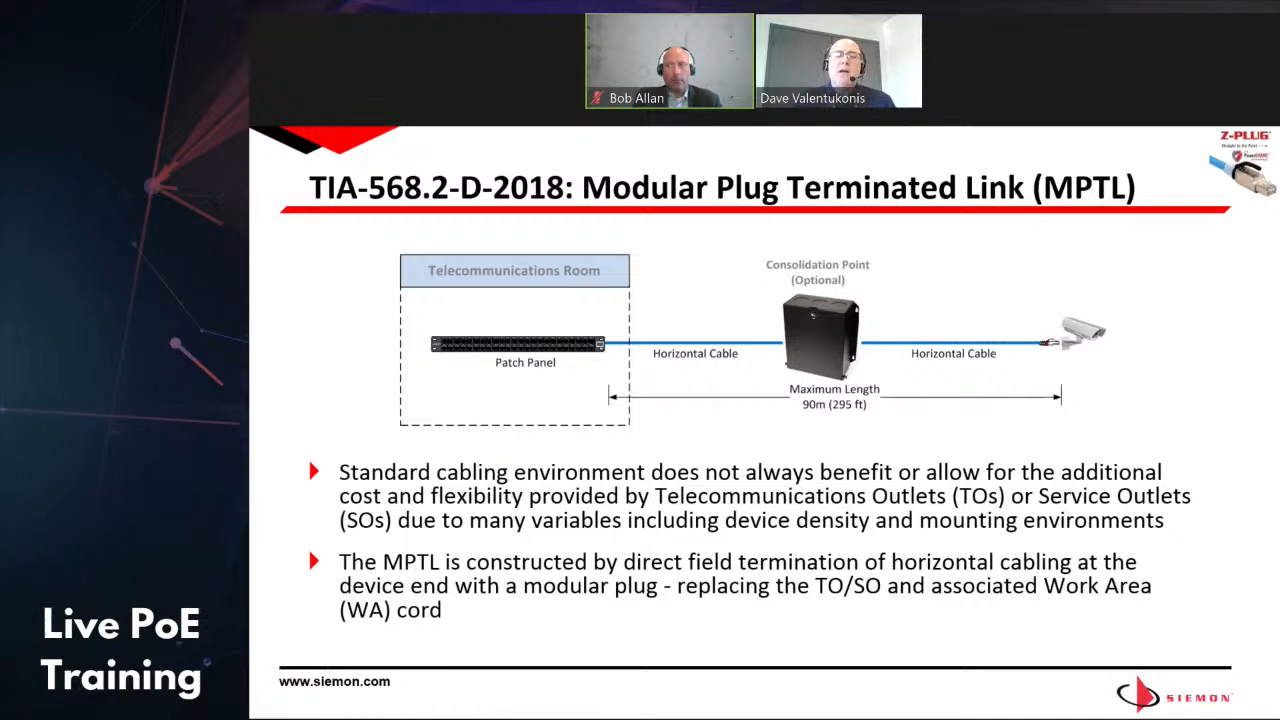 Bob Allan
Dave Valentukonis
Z-PLUG
Straight to the Point
PowerGUARD
TIA-568.2-D-2018: Modular Plug Terminated Link (MPTL)
Telecommunications Room
Consolidation Point
(Optional)
Patch Panel
Horizontal Cable
Horizontal Cable
Maximum Length
90m (295 ft)
Standard cabling environment does not always benefit or allow for the additional
cost and flexibility provided by Telecommunications Outlets (TOs) or Service Outlets
(SOs) due to many variables including device density and mounting environments
The MPTL is constructed by direct field termination of horizontal cabling at the
device end with a modular plug - replacing the TO/SO and associated Work Area
(WA) cord
Live PoE
Training
www.siemon.com
SIEMON